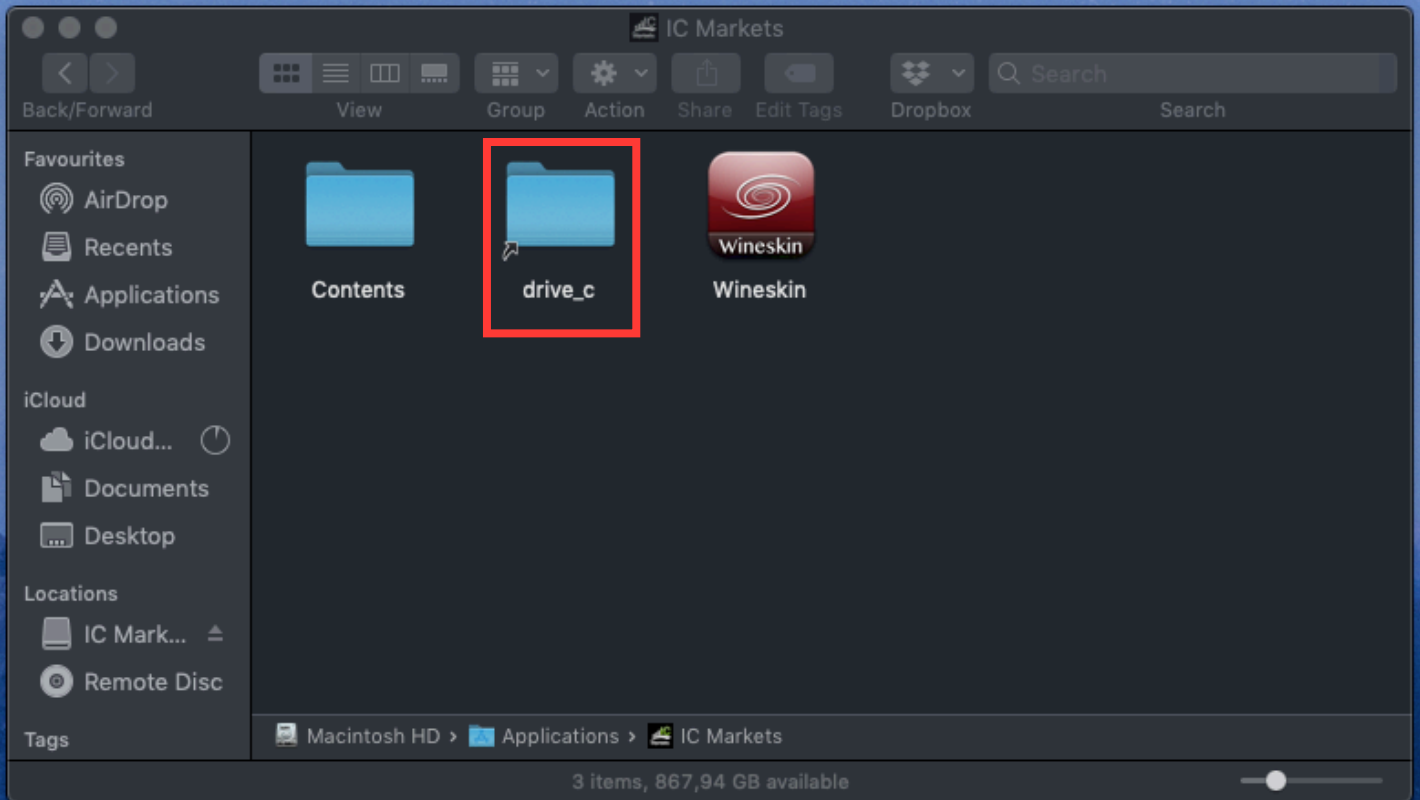 IC Markets
Back/Forward View Group Action Share Edit Tags Dropbox Search Search
Favourites
AirDrop
Recents
Applications
Downloads
iCloud
iCloud...
Documents
Desktop
Locations
IC Mark...
Remote Disc
Tags
Contents drive_c Wineskin Wineskin
Macintosh HD › Applications › IC Markets
3 items, 867,94 GB available